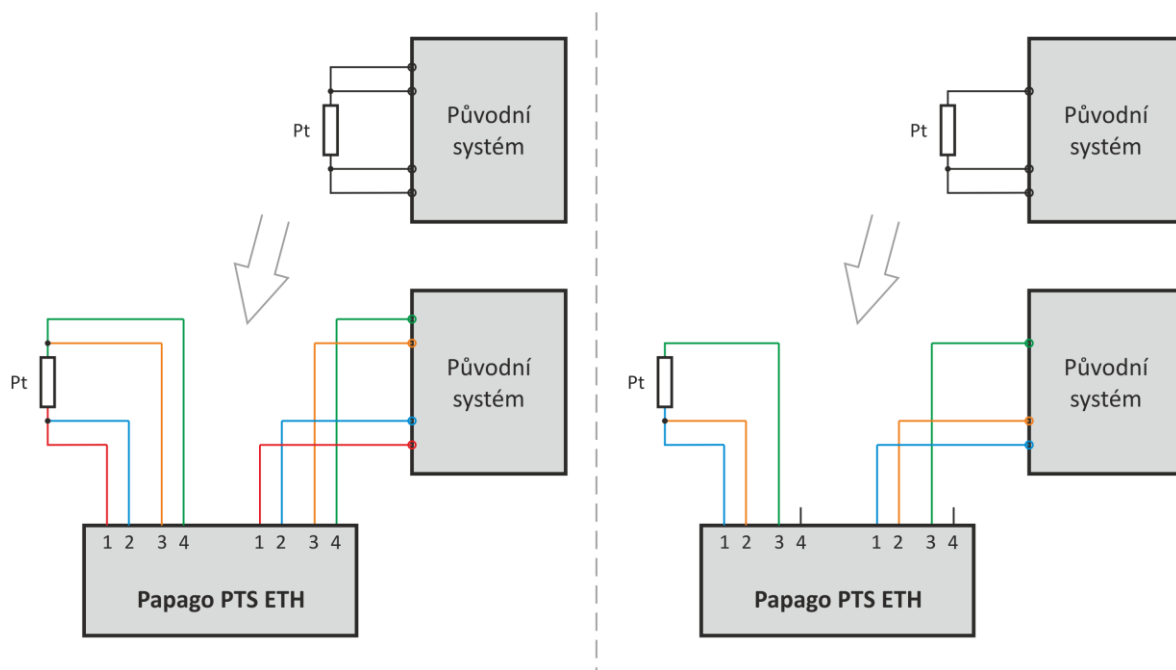 Pt
Původní
systém
Pt
Původní
systém
Pt
Původní
systém
1 2 3 4 1 2 3 4
Papago PTS ETH
Pt
Původní
systém
1 2 3 4 1 2 3 4
Papago PTS ETH